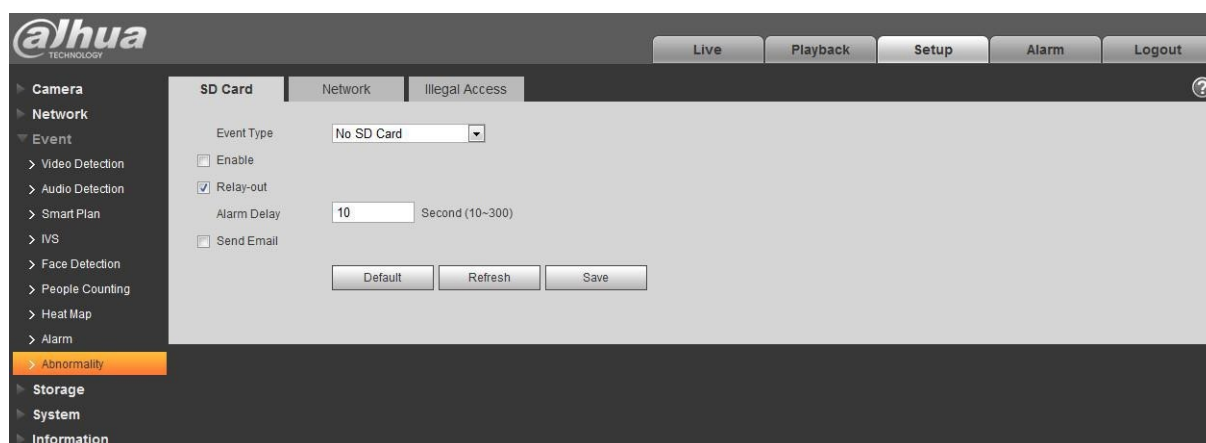 alhua
TECHNOLOGY
Live
Playback
Setup
Alarm
Logout
Camera
Network
Event
Video Detection
Audio Detection
Smart Plan
IVS
Face Detection
People Counting
Heat Map
Alarm
Abnormality
Storage
System
Information
SD Card
Network
Illegal Access
?
Event Type No SD Card
Enable
Relay-out
Alarm Delay 10 Second (10~300)
Send Email
Default Refresh Save